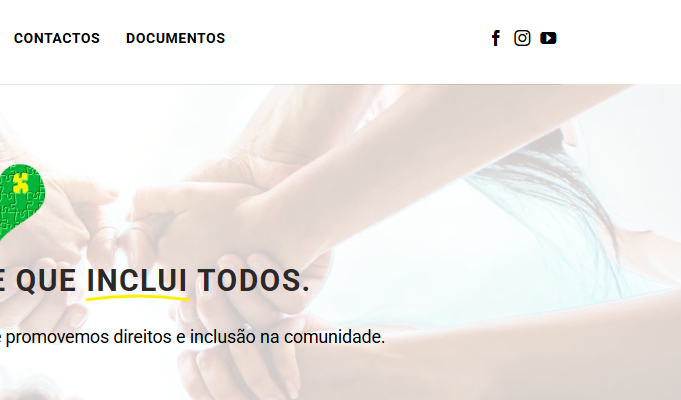 CONTACTOS DOCUMENTOS
E QUE INCLUI TODOS.
e promovemos direitos e inclusão na comunidade.